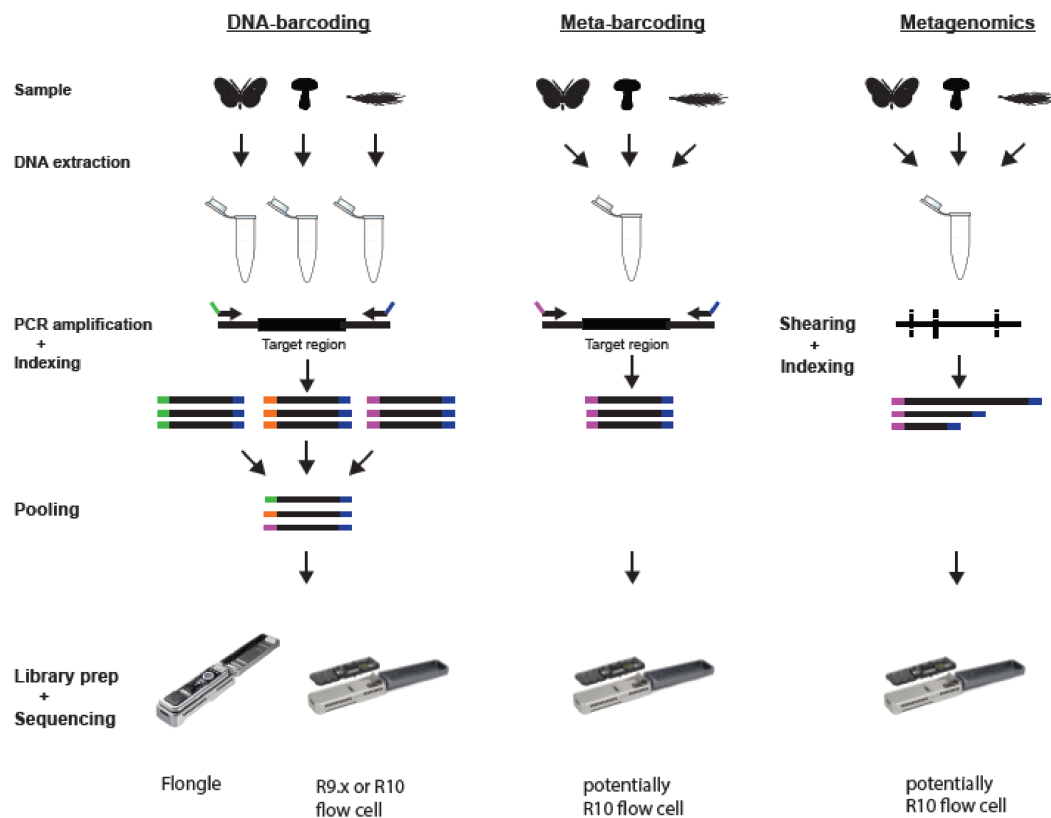 DNA-barcoding
Meta-barcoding
Metagenomics
Sample
DNA extraction
PCR amplification
+
Indexing
Target region
Target region
Shearing
+
Indexing
Pooling
Library prep
+
Sequencing
Flongle
R9.x or R10
flow cell
potentially
R10 flow cell
potentially
R10 flow cell